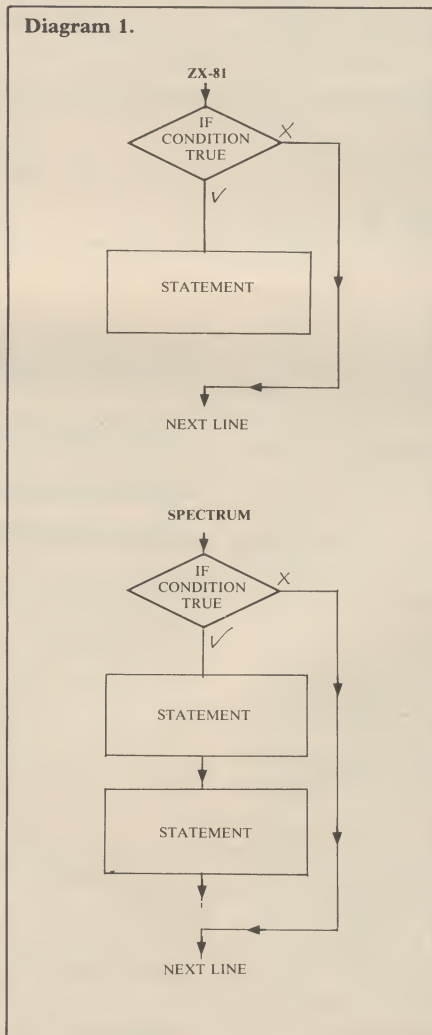 Diagram 1.
ZX-81
IF
CONDITION
TRUE
X
✓
STATEMENT
NEXT LINE
SPECTRUM
IF
CONDITION
TRUE
X
✓
STATEMENT
STATEMENT
NEXT LINE